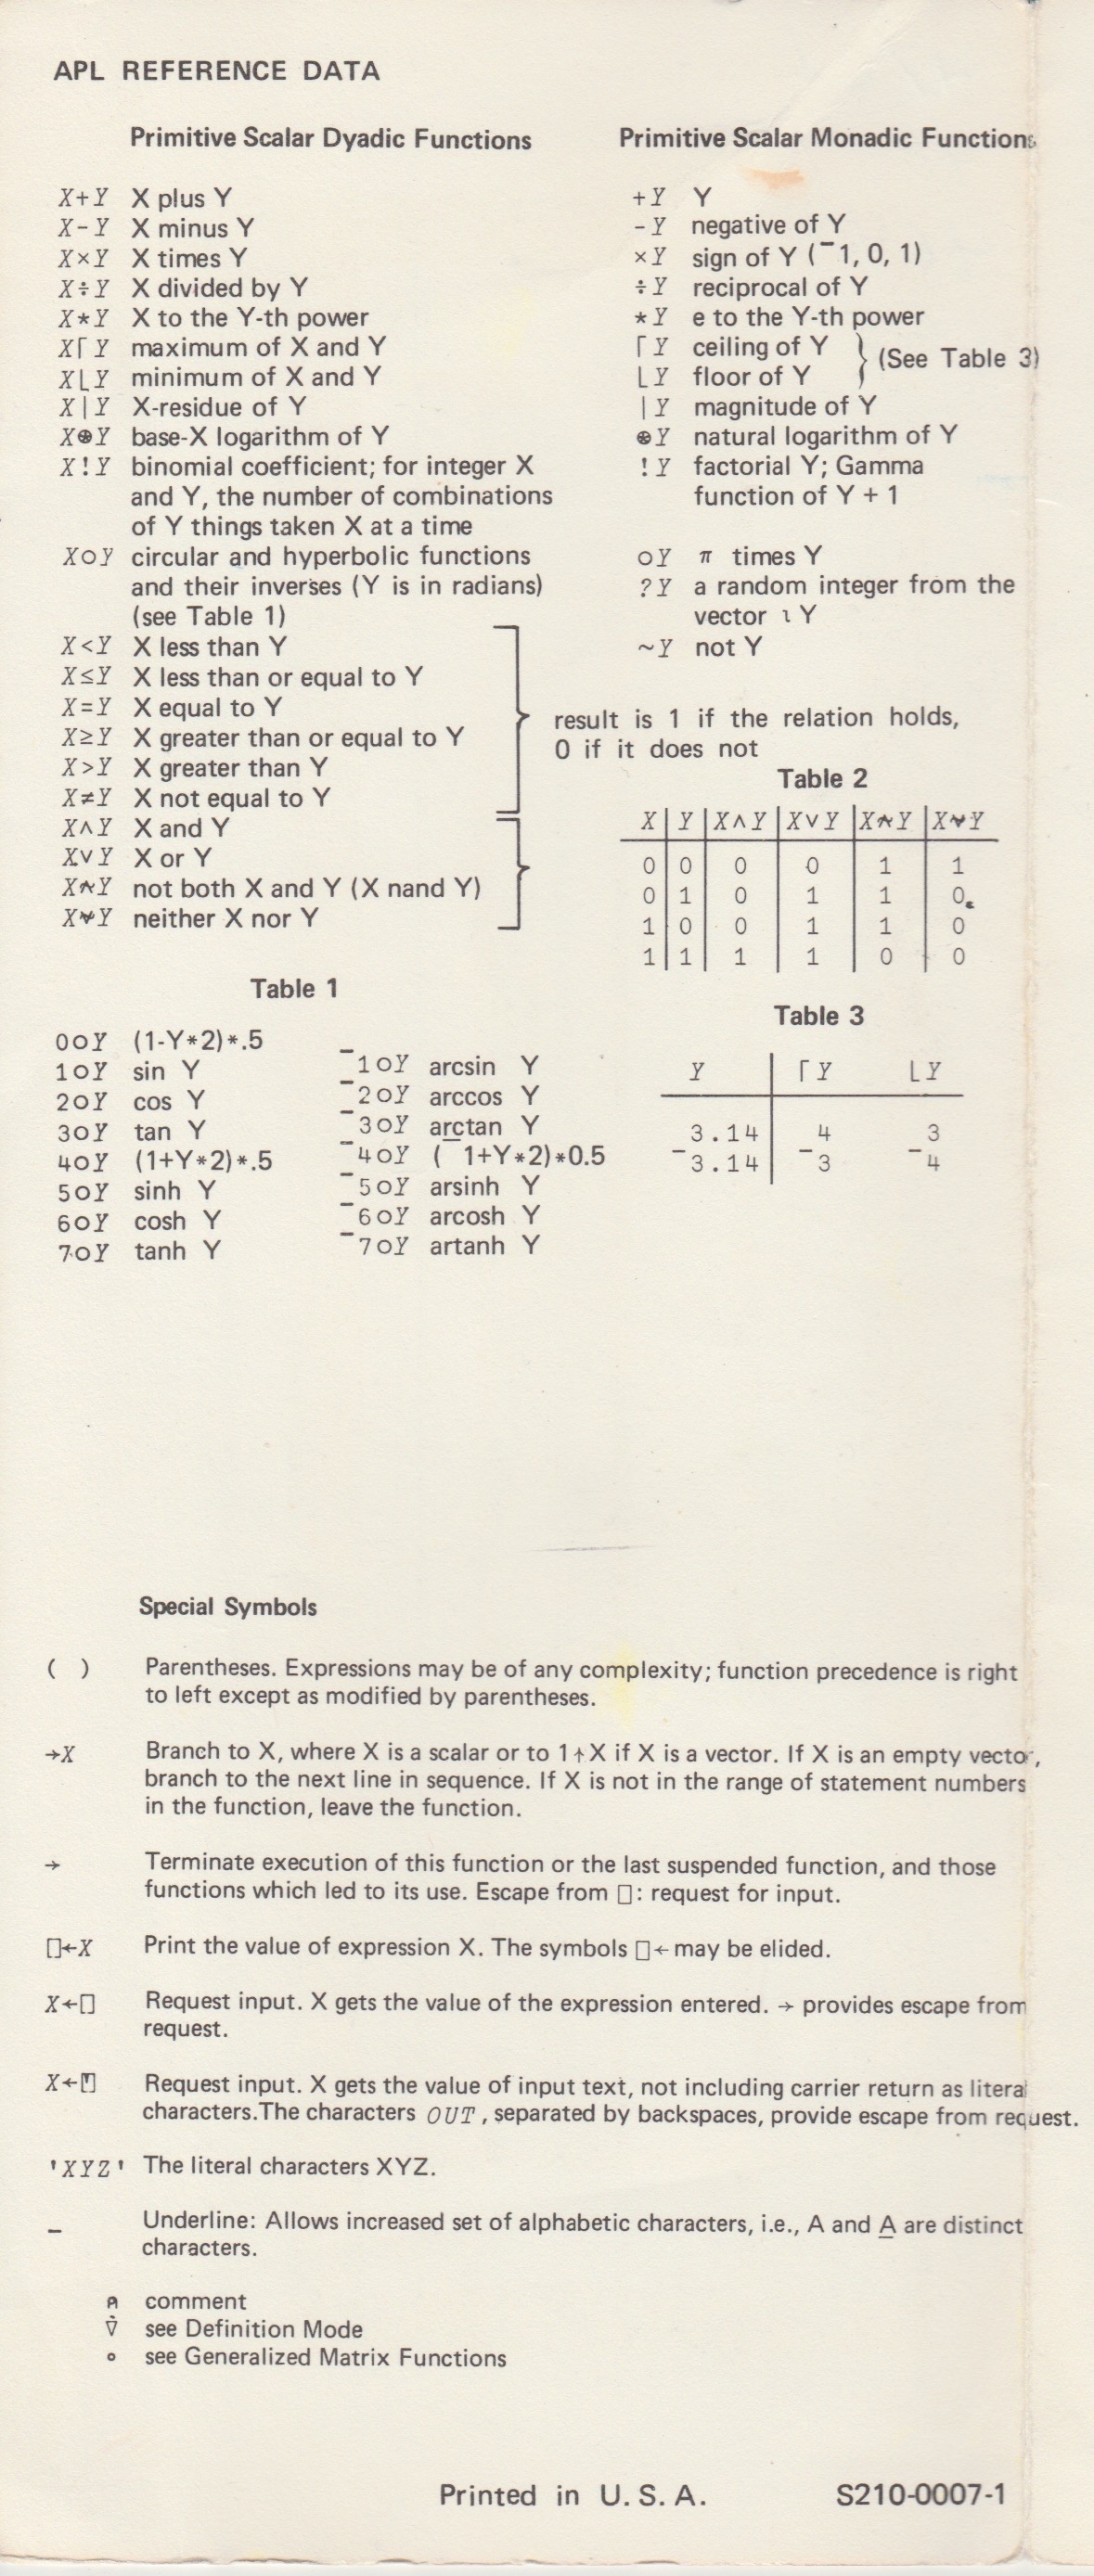 APL REFERENCE DATA
Primitive Scalar Dyadic Functions
X+Y X plus Y
X-Y X minus Y
X×Y X times Y
X÷Y X divided by Y
X*Y X to the Y-th power
X⌈Y maximum of X and Y
X⌊Y minimum of X and Y
X|Y X-residue of Y
X⍟Y base-X logarithm of Y
X!Y binomial coefficient; for integer X
and Y, the number of combinations
of Y things taken X at a time
X○Y circular and hyperbolic functions
and their inverses (Y is in radians)
(see Table 1)
X<Y X less than Y
X≤Y X less than or equal to Y
X=Y X equal to Y
X≥Y X greater than or equal to Y
X>Y X greater than Y
X≠Y X not equal to Y
X∧Y X and Y
X∨Y X or Y
X⍲Y not both X and Y (X nand Y)
X⍱Y neither X nor Y
Primitive Scalar Monadic Functions
+Y Y
-Y negative of Y
×Y sign of Y (¯1, 0, 1)
÷Y reciprocal of Y
*Y e to the Y-th power
⌈Y ceiling of Y
⌊Y floor of Y
(See Table 3)
|Y magnitude of Y
⍟Y natural logarithm of Y
!Y factorial Y; Gamma
function of Y + 1
○Y π times Y
?Y a random integer from the
vector ⍳Y
~Y not Y
result is 1 if the relation holds,
0 if it does not
Table 2
X Y X∧Y X∨Y X⍲Y X⍱Y
0 0 0 0 1 1
0 1 0 1 1 0
1 0 0 1 1 0
1 1 1 1 0 0
Table 1
0○Y (1-Y*2)*.5
1○Y sin Y
2○Y cos Y
3○Y tan Y
4○Y (1+Y*2)*.5
5○Y sinh Y
6○Y cosh Y
7○Y tanh Y
¯1○Y arcsin Y
¯2○Y arccos Y
¯3○Y arctan Y
¯4○Y (¯1+Y*2)*0.5
¯5○Y arsinh Y
¯6○Y arcosh Y
¯7○Y artanh Y
Table 3
Y ⌈Y ⌊Y
3.14 4 3
¯3.14 ¯3 ¯4
Special Symbols
( ) Parentheses. Expressions may be of any complexity; function precedence is right
to left except as modified by parentheses.
→X Branch to X, where X is a scalar or to 1↑X if X is a vector. If X is an empty vector,
branch to the next line in sequence. If X is not in the range of statement numbers
in the function, leave the function.
→ Terminate execution of this function or the last suspended function, and those
functions which led to its use. Escape from ⎕: request for input.
⎕←X Print the value of expression X. The symbols ⎕← may be elided.
X←⎕ Request input. X gets the value of the expression entered. → provides escape from
request.
X←⍞ Request input. X gets the value of input text, not including carrier return as literal
characters.The characters OUT, separated by backspaces, provide escape from request.
'XYZ' The literal characters XYZ.
_ Underline: Allows increased set of alphabetic characters, i.e., A and A̲ are distinct
characters.
⍝ comment
∇̇ see Definition Mode
∘ see Generalized Matrix Functions
Printed in U. S. A.
S210-0007-1